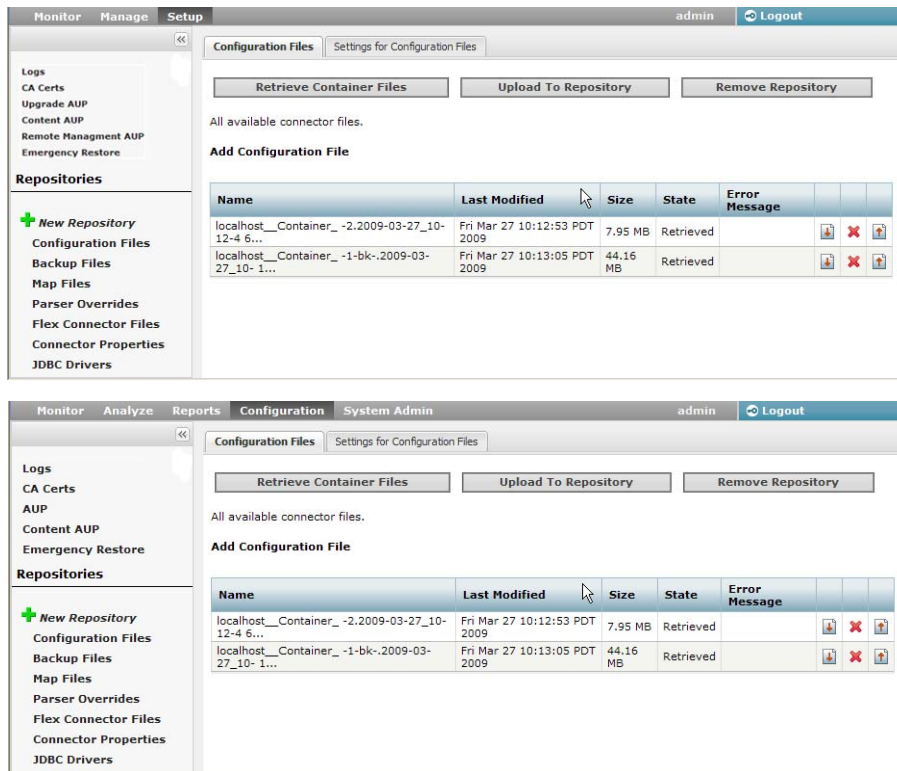 Monitor Manage Setup admin Logout
Configuration Files Settings for Configuration Files
Logs
CA Certs
Upgrade AUP
Content AUP
Remote Managment AUP
Emergency Restore
Repositories
New Repository
Configuration Files
Backup Files
Map Files
Parser Overrides
Flex Connector Files
Connector Properties
JDBC Drivers
Retrieve Container Files Upload To Repository Remove Repository
All available connector files.
Add Configuration File
Name Last Modified Size State Error Message
localhost__Container_ -2.2009-03-27_10-
12-4 6...
Fri Mar 27 10:12:53 PDT
2009
7.95 MB Retrieved
localhost__Container_ -1-bk-.2009-03-
27_10- 1...
Fri Mar 27 10:13:05 PDT
2009
44.16
MB
Retrieved
Monitor Analyze Reports Configuration System Admin admin Logout
Configuration Files Settings for Configuration Files
Logs
CA Certs
AUP
Content AUP
Emergency Restore
Repositories
New Repository
Configuration Files
Backup Files
Map Files
Parser Overrides
Flex Connector Files
Connector Properties
JDBC Drivers
Retrieve Container Files Upload To Repository Remove Repository
All available connector files.
Add Configuration File
Name Last Modified Size State Error Message
localhost__Container_ -2.2009-03-27_10-
12-4 6...
Fri Mar 27 10:12:53 PDT
2009
7.95 MB Retrieved
localhost__Container_ -1-bk-.2009-03-
27_10- 1...
Fri Mar 27 10:13:05 PDT
2009
44.16
MB
Retrieved